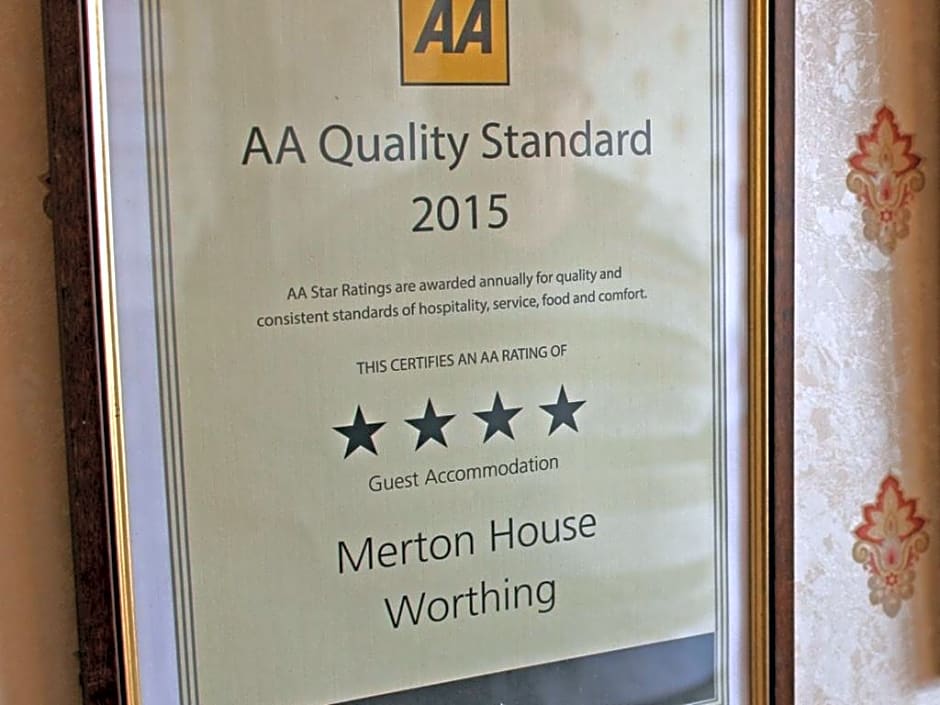 AA
AA Quality Standard
2015
AA Star Ratings are awarded annually for quality and
consistent standards of hospitality, service, food and comfort.
THIS CERTIFIES AN AA RATING OF
Guest Accommodation
Merton House
Worthing